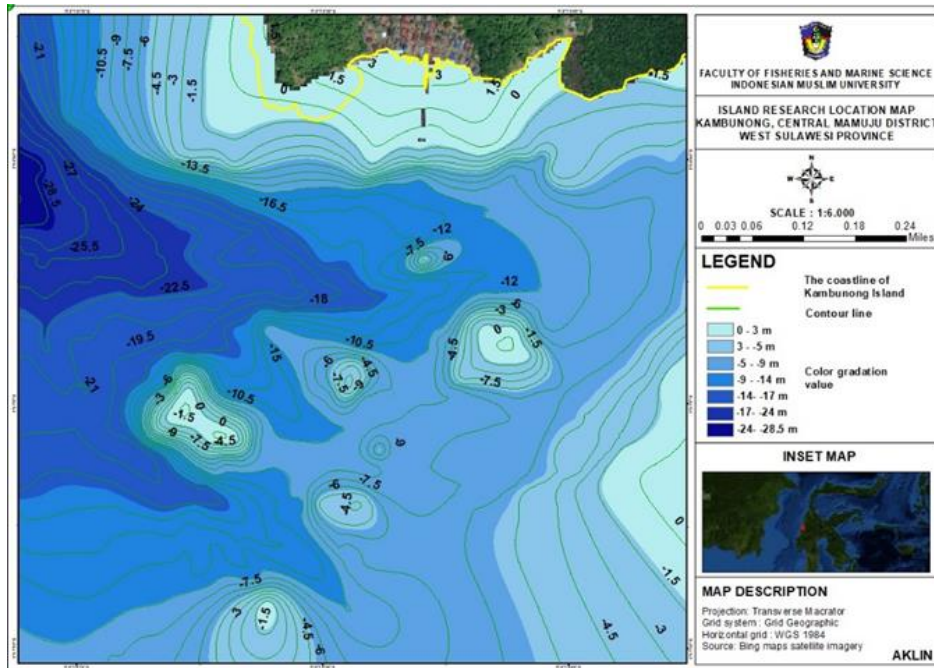 FACULTY OF FISHERIES AND MARINE SCIENCE
INDONESIAN MUSLIM UNIVERSITY
ISLAND RESEARCH LOCATION MAP
KAMBUNONG, CENTRAL MAMUJU DISTRICT
WEST SULAWESI PROVINCE
N
W E
S
SCALE : 1:6.000
0 0.03 0.06 0.12 0.18 0.24
Miles
LEGEND
The coastline of
Kambunong Island
Contour line
0 - 3 m
3 - -5 m
-5 - -9 m
-9 - -14 m
-14 - -17 m
-17 - -24 m
-24 - -28.5 m
Color gradation
value
INSET MAP
MAP DESCRIPTION
Projection: Transverse Macrator
Grid system : Grid Geographic
Horizontal grid : WGS 1984
Source: Bing maps satellite imagery
AKLIN
-21
-10.5
-9
-7.5
-6
-4.5
-3
-1.5
0
1.5
3
3
1.5
0
-1.5
-13.5
-27
-28.5
-24
-25.5
-16.5
-12
-7.5
-9
-22.5
-18
-12
-19.5
-15
-10.5
-6
-4.5
-7.5
-9
-4.5
-3
-6
0
-1.5
-7.5
-21
-6
-3
0
-1.5
0
-10.5
-9
-7.5
-4.5
-9
-6
-7.5
-4.5
0
-1.5
-3
-4.5
-7.5
-3
-1.5
-4.5
-6